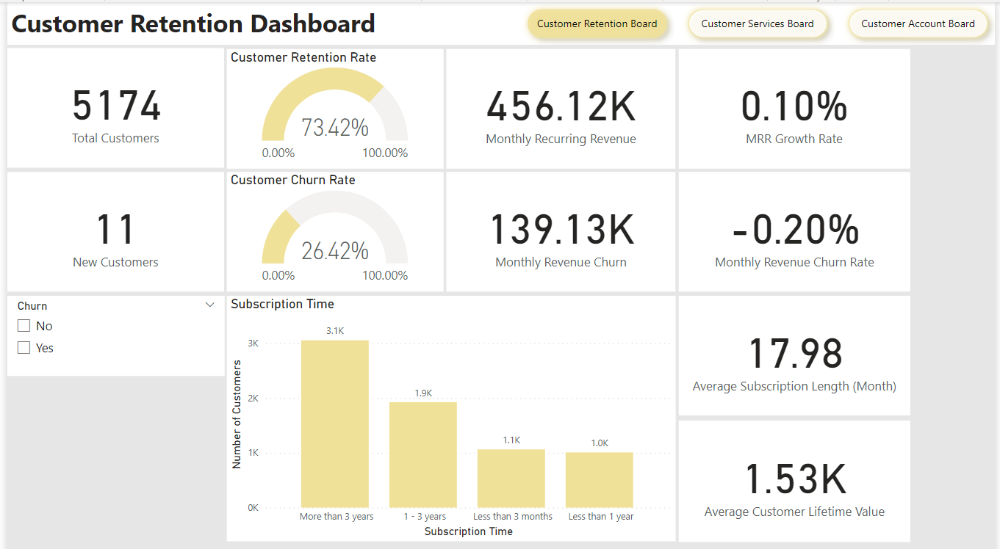 Customer Retention Dashboard
Customer Retention Board
Customer Services Board
Customer Account Board
5174
Total Customers
Customer Retention Rate
73.42%
0.00%
100.00%
456.12K
Monthly Recurring Revenue
0.10%
MRR Growth Rate
11
New Customers
Customer Churn Rate
26.42%
0.00%
100.00%
139.13K
Monthly Revenue Churn
-0.20%
Monthly Revenue Churn Rate
Churn
No
Yes
Subscription Time
Number of Customers
3K
2K
1K
0K
3.1K
1.9K
1.1K
1.0K
More than 3 years
1 - 3 years
Less than 3 months
Less than 1 year
Subscription Time
17.98
Average Subscription Length (Month)
1.53K
Average Customer Lifetime Value